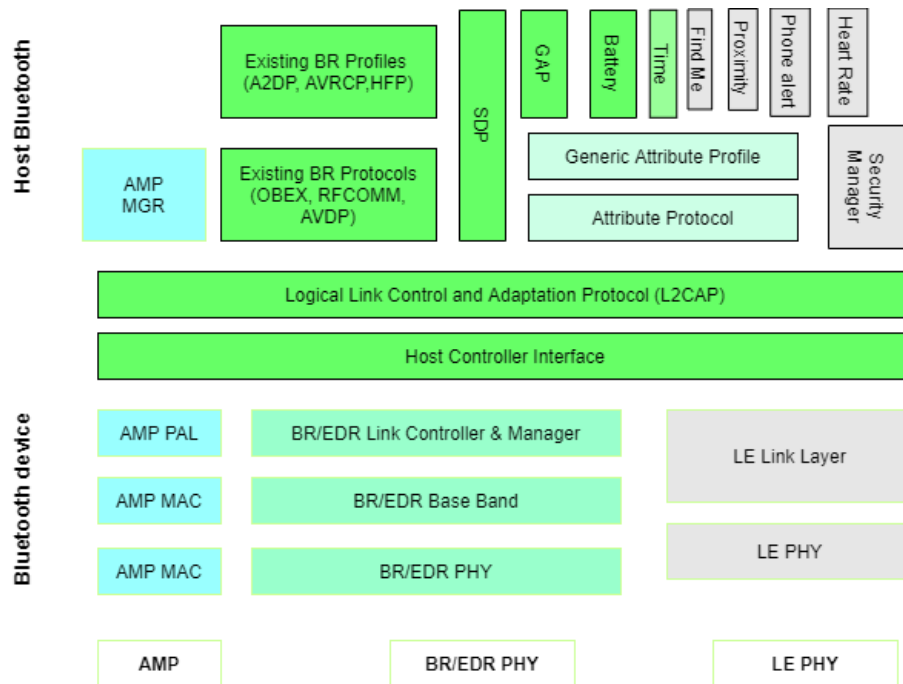 Host Bluetooth
Existing BR Profiles
(A2DP, AVRCP,HFP)
SDP
GAP
Battery
Time
Find Me
Proximity
Phone alert
Heart Rate
AMP
MGR
Existing BR Protocols
(OBEX, RFCOMM,
AVDP)
Generic Attribute Profile
Attribute Protocol
Security
Manager
Logical Link Control and Adaptation Protocol (L2CAP)
Host Controller Interface
Bluetooth device
AMP PAL
BR/EDR Link Controller & Manager
LE Link Layer
AMP MAC
BR/EDR Base Band
AMP MAC
BR/EDR PHY
LE PHY
AMP
BR/EDR PHY
LE PHY